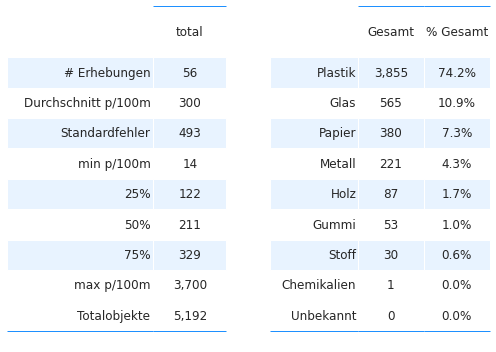 total
# Erhebungen 56
Durchschnitt p/100m 300
Standardfehler 493
min p/100m 14
25% 122
50% 211
75% 329
max p/100m 3,700
Totalobjekte 5,192
Gesamt % Gesamt
Plastik 3,855 74.2%
Glas 565 10.9%
Papier 380 7.3%
Metall 221 4.3%
Holz 87 1.7%
Gummi 53 1.0%
Stoff 30 0.6%
Chemikalien 1 0.0%
Unbekannt 0 0.0%